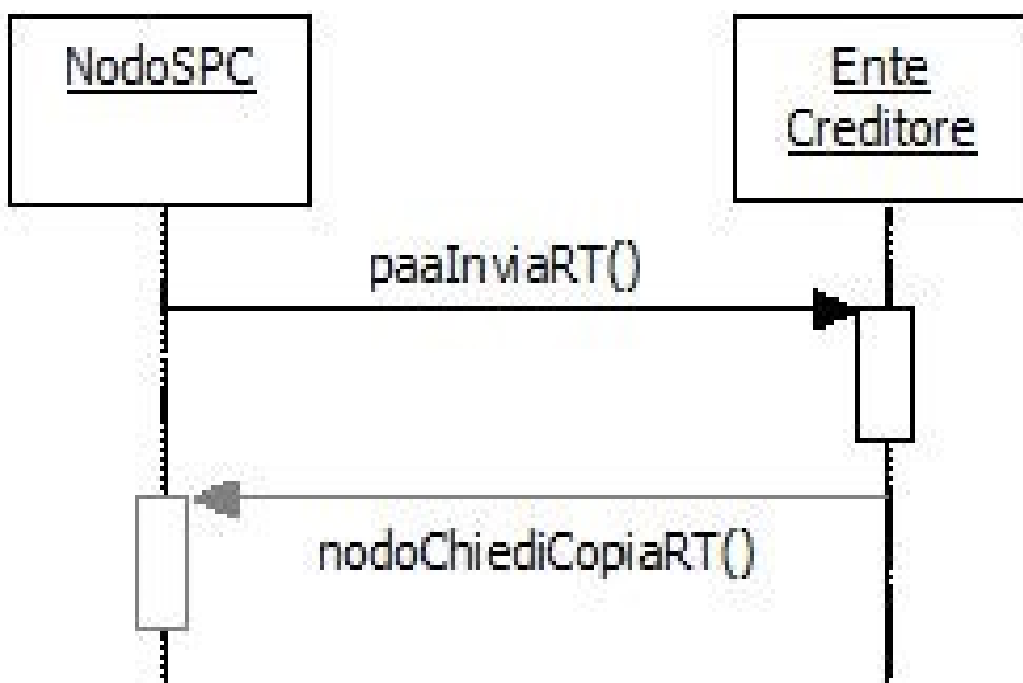 NodoSPC
Ente
Creditore
paaInviaRT()
nodoChiediCopiaRT()